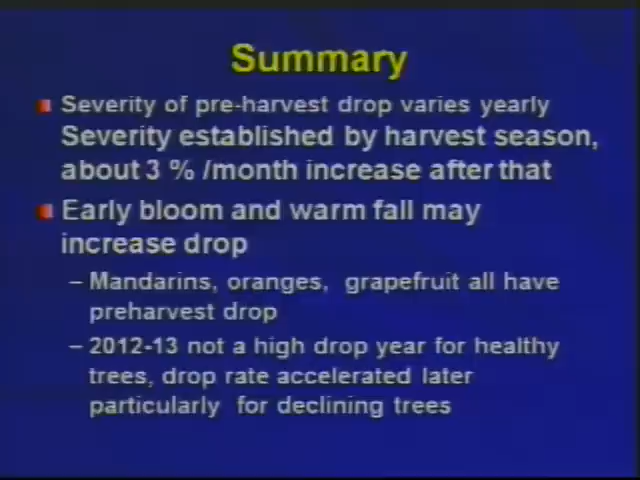 Summary
Severity of pre-harvest drop varies yearly
Severity established by harvest season,
about 3 % /month increase after that
Early bloom and warm fall may
increase drop
– Mandarins, oranges, grapefruit all have
preharvest drop
– 2012-13 not a high drop year for healthy
trees, drop rate accelerated later
particularly for declining trees